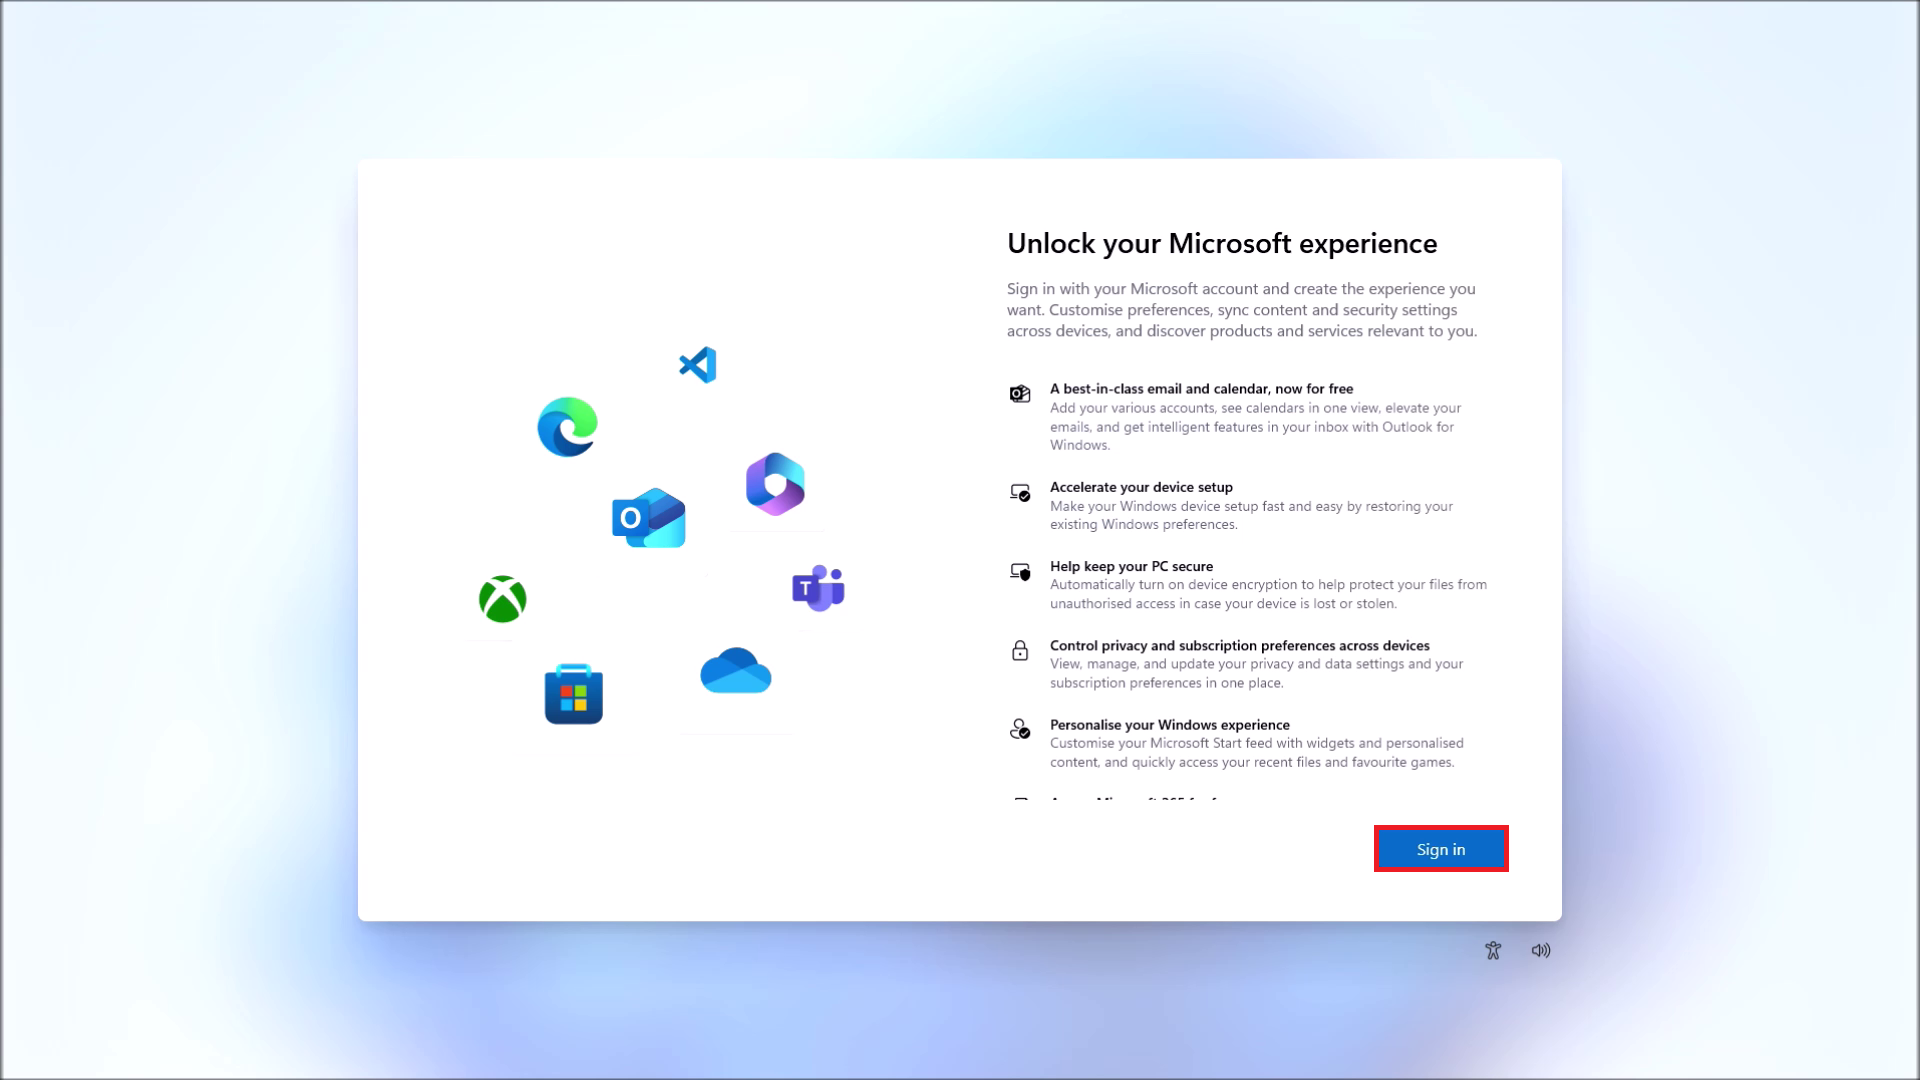 Unlock your Microsoft experience
Sign in with your Microsoft account and create the experience you
want. Customise preferences, sync content and security settings
across devices, and discover products and services relevant to you.
A best-in-class email and calendar, now for free
Add your various accounts, see calendars in one view, elevate your
emails, and get intelligent features in your inbox with Outlook for
Windows.
Accelerate your device setup
Make your Windows device setup fast and easy by restoring your
existing Windows preferences.
Help keep your PC secure
Automatically turn on device encryption to help protect your files from
unauthorised access in case your device is lost or stolen.
Control privacy and subscription preferences across devices
View, manage, and update your privacy and data settings and your
subscription preferences in one place.
Personalise your Windows experience
Customise your Microsoft Start feed with widgets and personalised
content, and quickly access your recent files and favourite games.
Sign in